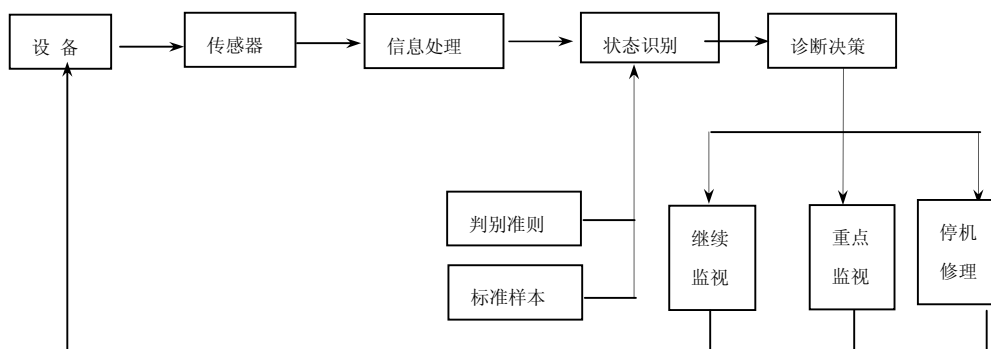 设 备
传感器
信息处理
状态识别
诊断决策
判别准则
标准样本
继续
监视
重点
监视
停机
修理